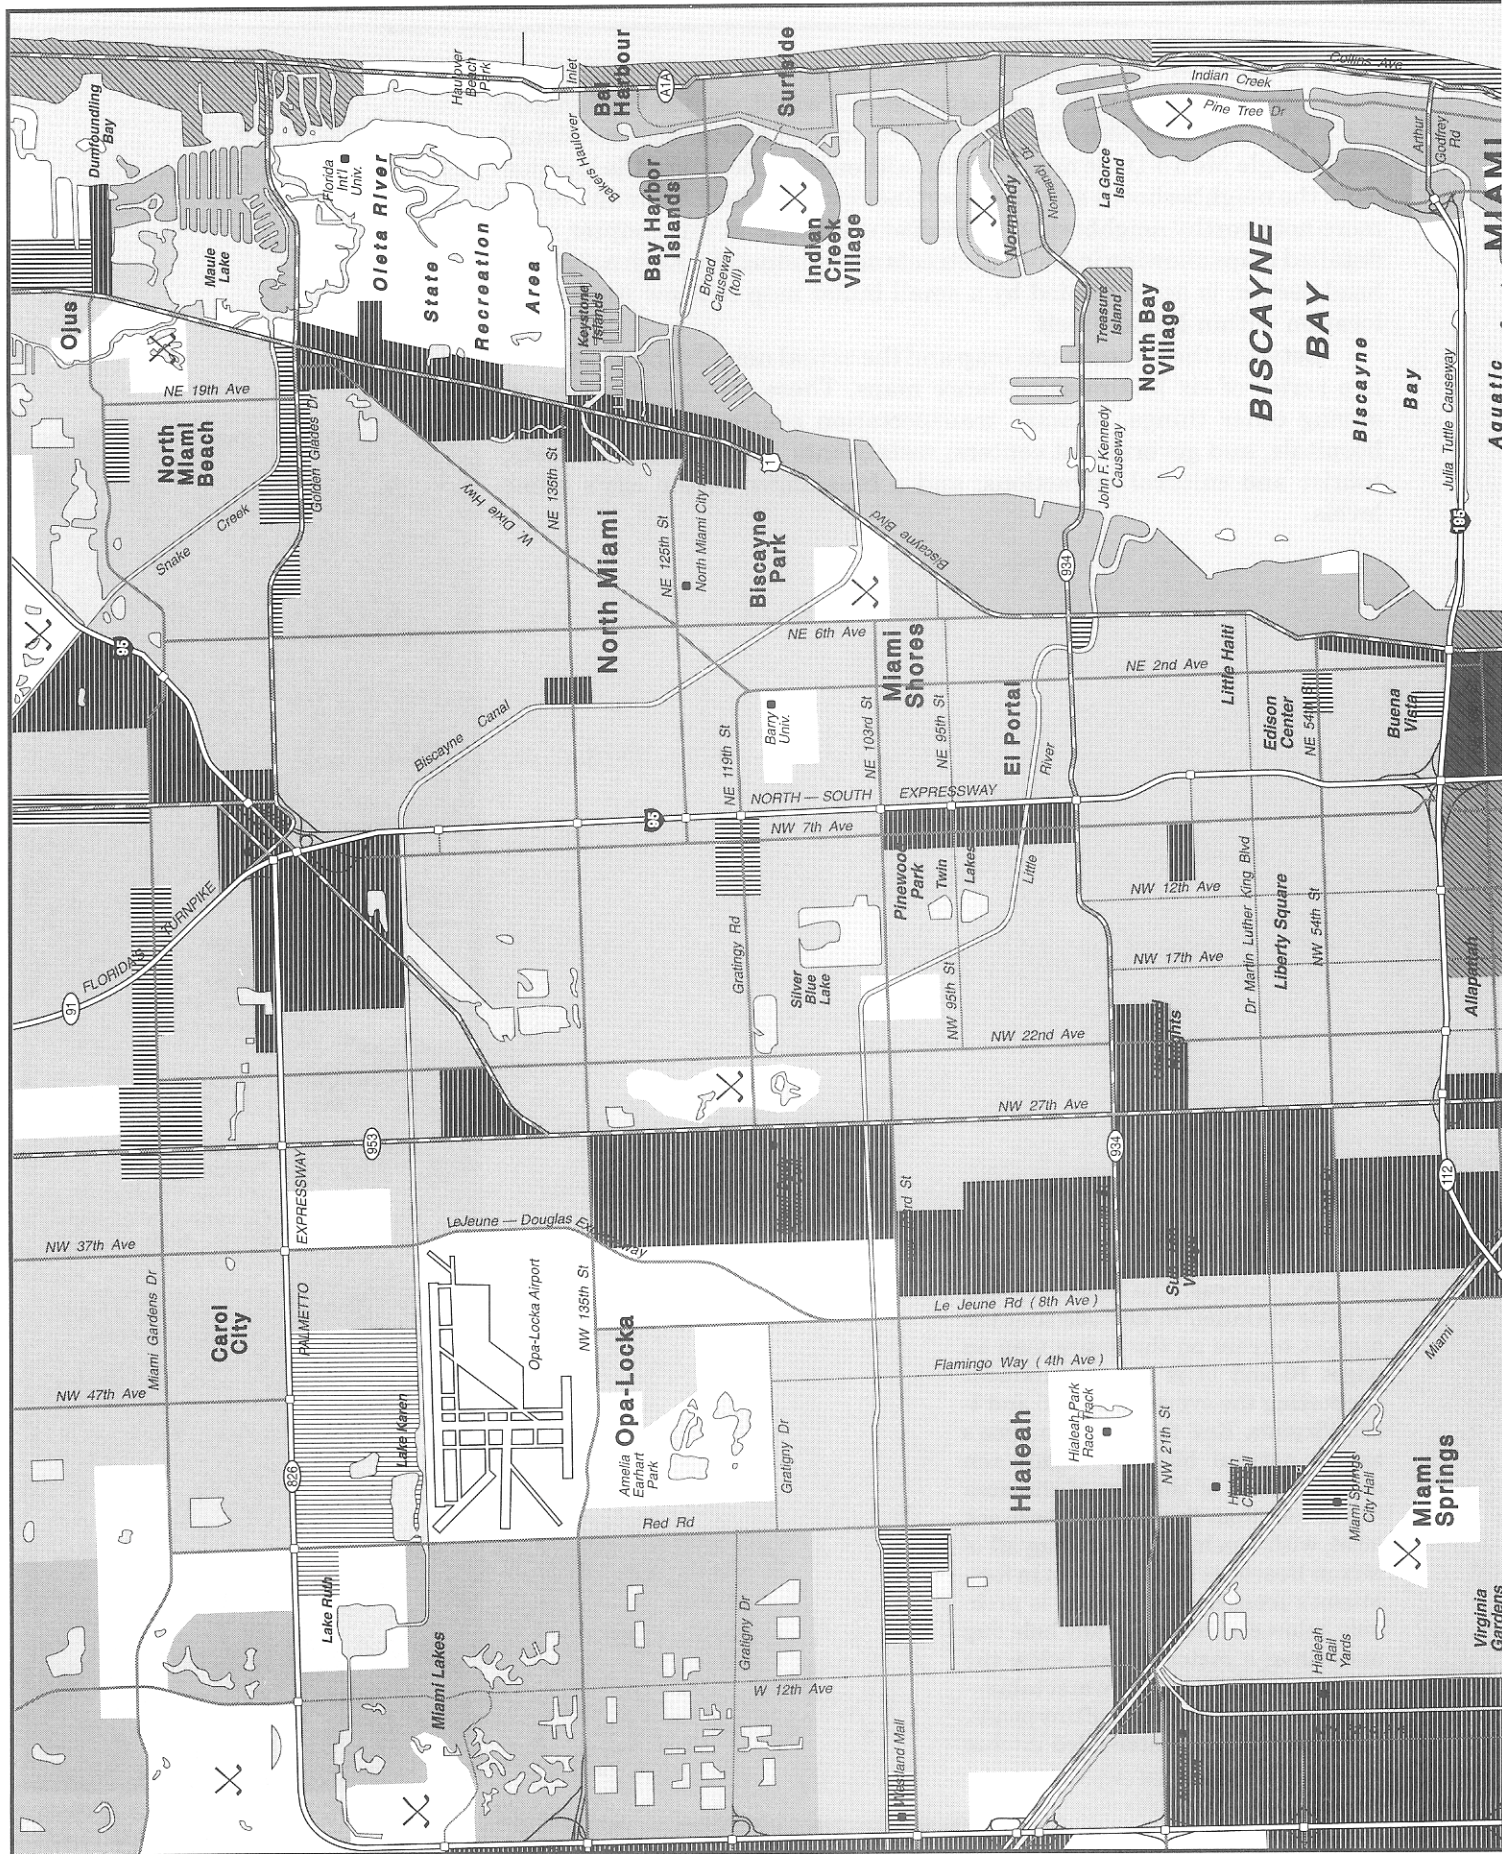 Dumfoundling
Bay
Haulover
Beach
Park
Inlet
Bal
Harbour
A1A
Surfside
Collins Ave
Indian Creek
Pine Tree Dr
Arthur
Godfrey
Rd
MIAMI
Florida
Int'l
Univ.
Oleta River
State
Recreation
Area
Bakers Haulover
Bay Harbor
Islands
Broad
Causeway
(toll)
Indian
Creek
Village
Normandy
Normandy Dr
La Gorce
Island
Maule
Lake
Ojus
Keystone
Islands
Treasure
Island
North Bay
Village
BISCAYNE
BAY
Biscayne
Bay
Aquatic
Julia Tuttle Causeway
195
NE 19th Ave
North
Miami
Beach
Golden Glades Dr
Snake Creek
W. Dixie Hwy
NE 135th St
North Miami
NE 125th St
North Miami City
1
Biscayne
Park
Biscayne Blvd
John F. Kennedy
Causeway
934
95
NE 6th Ave
Miami
Shores
NE 2nd Ave
Little Haiti
Biscayne Canal
NE 119th St
Barry
Univ.
NE 103rd St
NE 95th St
El Portal
River
Little
Edison
Center
NE 54th St
Buena
Vista
NORTH — SOUTH EXPRESSWAY
95
NW 7th Ave
FLORIDA'S TURNPIKE
91
Gratingy Rd
Silver
Blue
Lake
Pinewood
Park
Twin
Lakes
NW 95th St
NW 12th Ave
NW 17th Ave
Dr Martin Luther King Blvd
Liberty Square
NW 54th St
Allapattah
NW 22nd Ave
NW 27th Ave
953
934
112
EXPRESSWAY
PALMETTO
LeJeune — Douglas Expressway
NW 37th Ave
Miami Gardens Dr
Carol
City
Opa-Locka Airport
NW 135th St
Opa-Locka
Le Jeune Rd (8th Ave)
Flamingo Way (4th Ave)
Miami
NW 47th Ave
Lake Karen
826
Amelia
Earhart
Park
Gratigny Dr
Hialeah
Hialeah Park
Race Track
NW 21th St
Miami Springs
City Hall
Miami
Springs
Red Rd
Lake Ruth
Miami Lakes
Gratigny Dr
W 12th Ave
Westland Mall
Hialeah
Rail
Yards
Virginia
Gardens